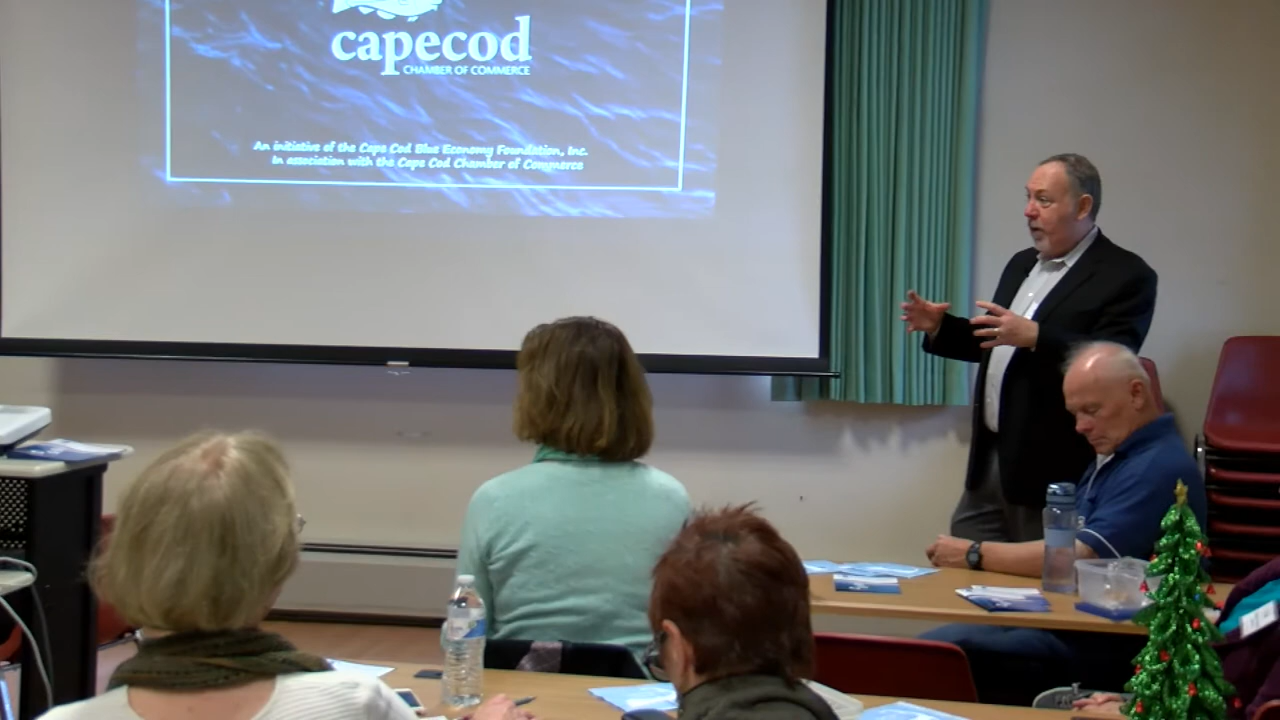 capecod
CHAMBER OF COMMERCE
An initiative of the Cape Cod Blue Economy Foundation, Inc.
In association with the Cape Cod Chamber of Commerce